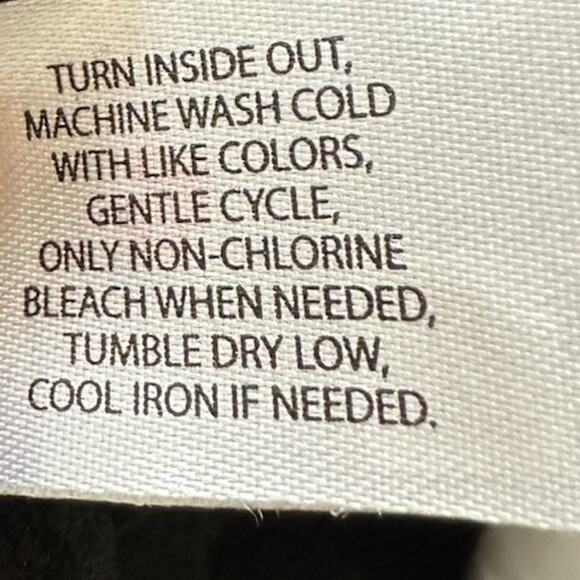 TURN INSIDE OUT,
MACHINE WASH COLD
WITH LIKE COLORS,
GENTLE CYCLE,
ONLY NON-CHLORINE
BLEACH WHEN NEEDED,
TUMBLE DRY LOW,
COOL IRON IF NEEDED.